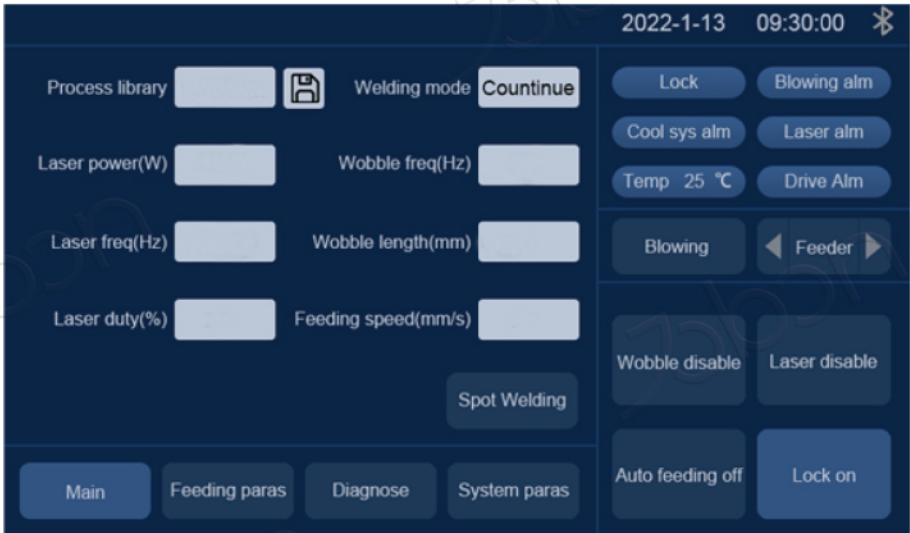 2022-1-13 09:30:00
Process library
Welding mode Countinue
Laser power(W)
Wobble freq(Hz)
Laser freq(Hz)
Wobble length(mm)
Laser duty(%)
Feeding speed(mm/s)
Spot Welding
Main
Feeding paras
Diagnose
System paras
Lock
Blowing alm
Cool sys alm
Laser alm
Temp 25 ℃
Drive Alm
Blowing
Feeder
Wobble disable
Laser disable
Auto feeding off
Lock on